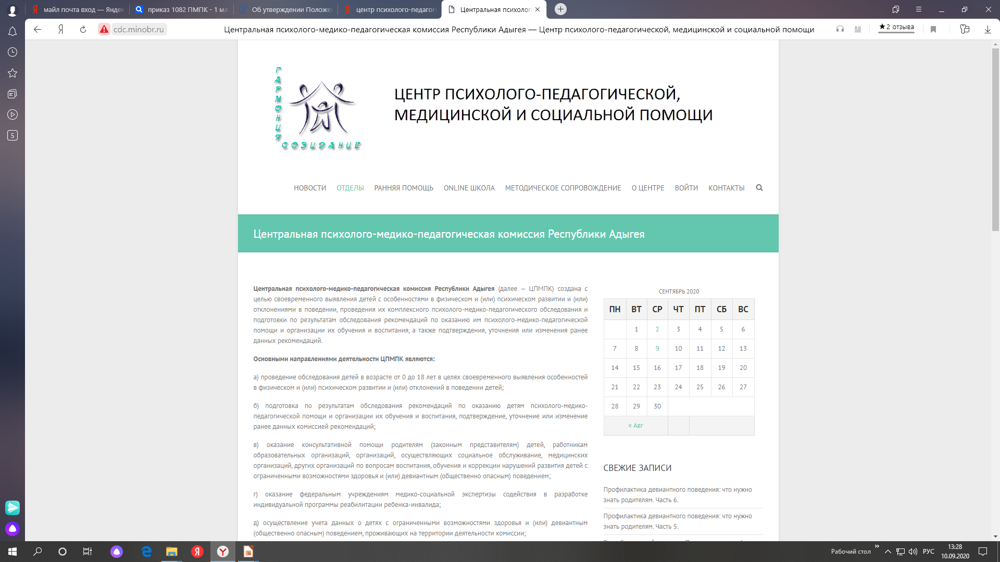 майл почта вход — Яндек
приказ 1082 ПМПК - 1 мл
Об утверждении Положе
центр психолого-педагоги
Центральная психолого
cdc.minobr.ru
Центральная психолого-медико-педагогическая комиссия Республики Адыгея — Центр психолого-педагогической, медицинской и социальной помощи
★2 отзыва
5
ГАРМОНИЯ
СОЗИДАНИЕ
ЦЕНТР ПСИХОЛОГО-ПЕДАГОГИЧЕСКОЙ,
МЕДИЦИНСКОЙ И СОЦИАЛЬНОЙ ПОМОЩИ
НОВОСТИ ОТДЕЛЫ РАННЯЯ ПОМОЩЬ ONLINE ШКОЛА МЕТОДИЧЕСКОЕ СОПРОВОЖДЕНИЕ О ЦЕНТРЕ ВОЙТИ КОНТАКТЫ
Центральная психолого-медико-педагогическая комиссия Республики Адыгея
Центральная психолого-медико-педагогическая комиссия Республики Адыгея (далее — ЦПМПК) создана с
целью своевременного выявления детей с особенностями в физическом и (или) психическом развитии и (или)
отклонениями в поведении, проведения их комплексного психолого-медико-педагогического обследования и
подготовки по результатам обследования рекомендаций по оказанию им психолого-медико-педагогической
помощи и организации их обучения и воспитания, а также подтверждения, уточнения или изменения ранее
данных рекомендаций.
Основными направлениями деятельности ЦПМПК являются:
а) проведение обследования детей в возрасте от 0 до 18 лет в целях своевременного выявления особенностей
в физическом и (или) психическом развитии и (или) отклонений в поведении детей;
б) подготовка по результатам обследования рекомендаций по оказанию детям психолого-медико-
педагогической помощи и организации их обучения и воспитания, подтверждение, уточнение или изменение
ранее данных комиссией рекомендаций;
в) оказание консультативной помощи родителям (законным представителям) детей, работникам
образовательных организаций, организаций, осуществляющих социальное обслуживание, медицинских
организаций, других организаций по вопросам воспитания, обучения и коррекции нарушений развития детей с
ограниченными возможностями здоровья и (или) девиантным (общественно опасным) поведением;
г) оказание федеральным учреждениям медико-социальной экспертизы содействия в разработке
индивидуальной программы реабилитации ребенка-инвалида;
д) осуществление учета данных о детях с ограниченными возможностями здоровья и (или) девиантным
(общественно опасным) поведением, проживающих на территории деятельности комиссии;
СЕНТЯБРЬ 2020
ПН ВТ СР ЧТ ПТ СБ ВС
1 2 3 4 5 6
7 8 9 10 11 12 13
14 15 16 17 18 19 20
21 22 23 24 25 26 27
28 29 30
« Авг
СВЕЖИЕ ЗАПИСИ
Профилактика девиантного поведения: что нужно
знать родителям. Часть 6.
Профилактика девиантного поведения: что нужно
знать родителям. Часть 5.
Рабочий стол
РУС
13:28
10.09.2020